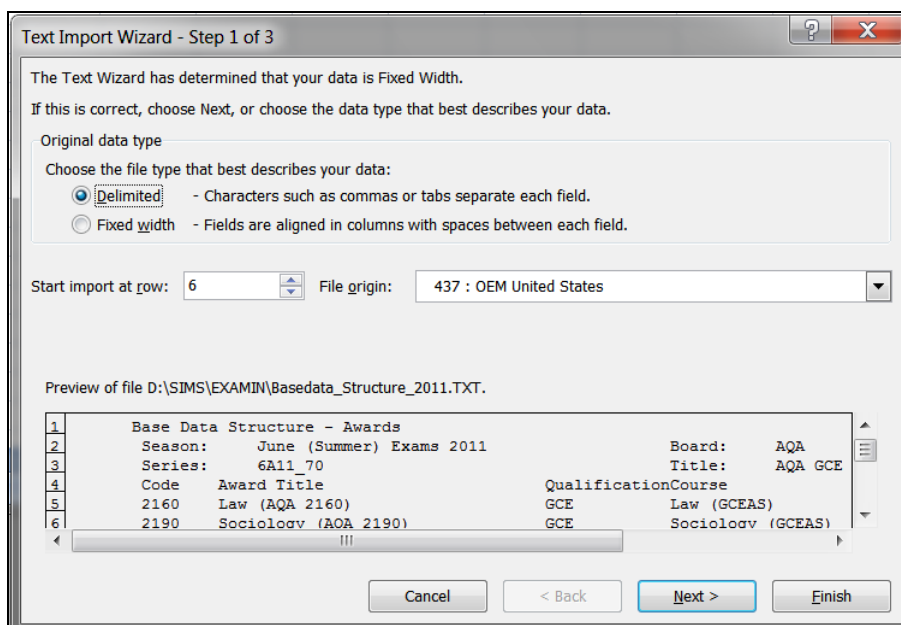 Text Import Wizard - Step 1 of 3
The Text Wizard has determined that your data is Fixed Width.
If this is correct, choose Next, or choose the data type that best describes your data.
Original data type
Choose the file type that best describes your data:
Delimited - Characters such as commas or tabs separate each field.
Fixed width - Fields are aligned in columns with spaces between each field.
Start import at row: 6 File origin: 437 : OEM United States
Preview of file D:\SIMS\EXAMIN\Basedata_Structure_2011.TXT.
1 Base Data Structure - Awards
2 Season: June (Summer) Exams 2011 Board: AQA
3 Series: 6A11_70 Title: AQA GCE
4 Code Award Title QualificationCourse
5 2160 Law (AQA 2160) GCE Law (GCEAS)
6 2190 Sociology (AQA 2190) GCE Sociology (GCEAS)
Cancel < Back Next > Finish